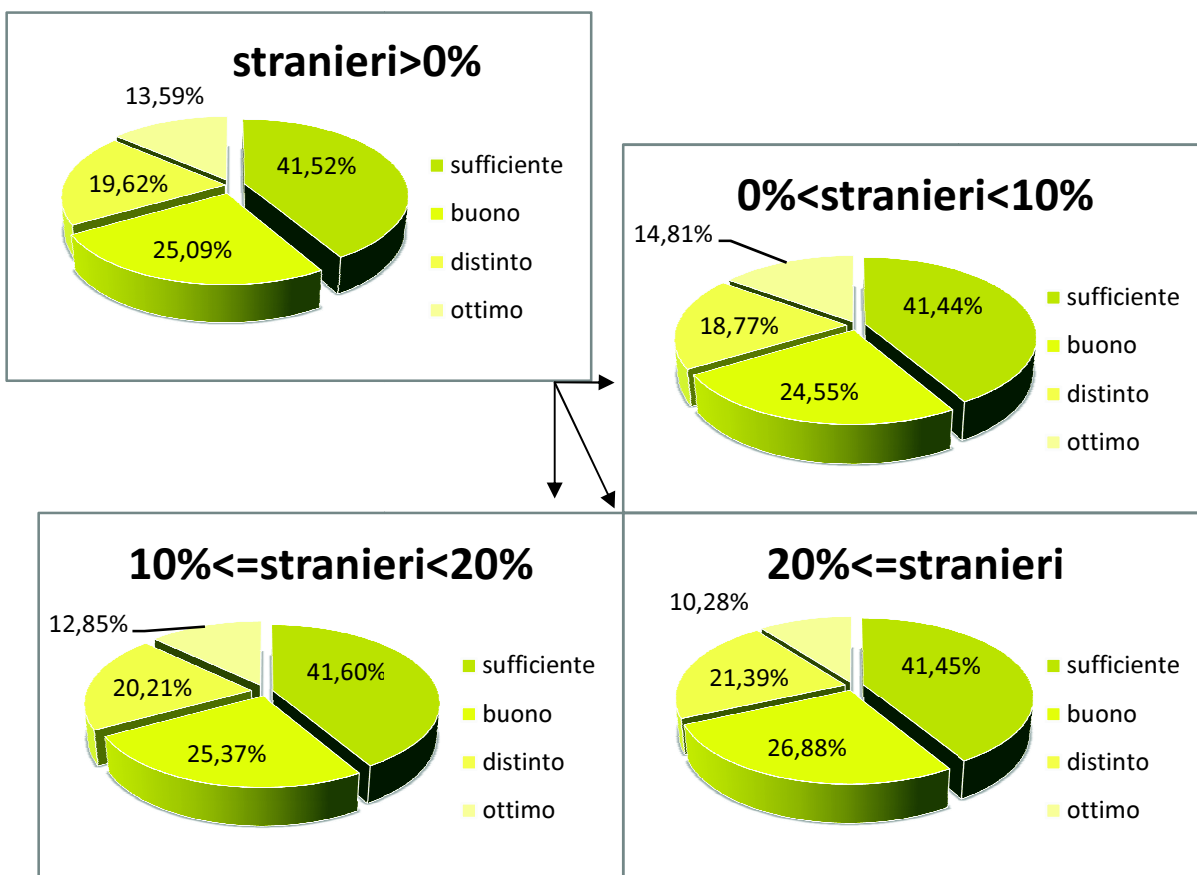 stranieri>0%
13,59%
41,52%
19,62%
25,09%
sufficiente
buono
distinto
ottimo
0%<stranieri<10%
14,81%
41,44%
18,77%
24,55%
sufficiente
buono
distinto
ottimo
10%<=stranieri<20%
12,85%
41,60%
20,21%
25,37%
sufficiente
buono
distinto
ottimo
20%<=stranieri
10,28%
41,45%
21,39%
26,88%
sufficiente
buono
distinto
ottimo